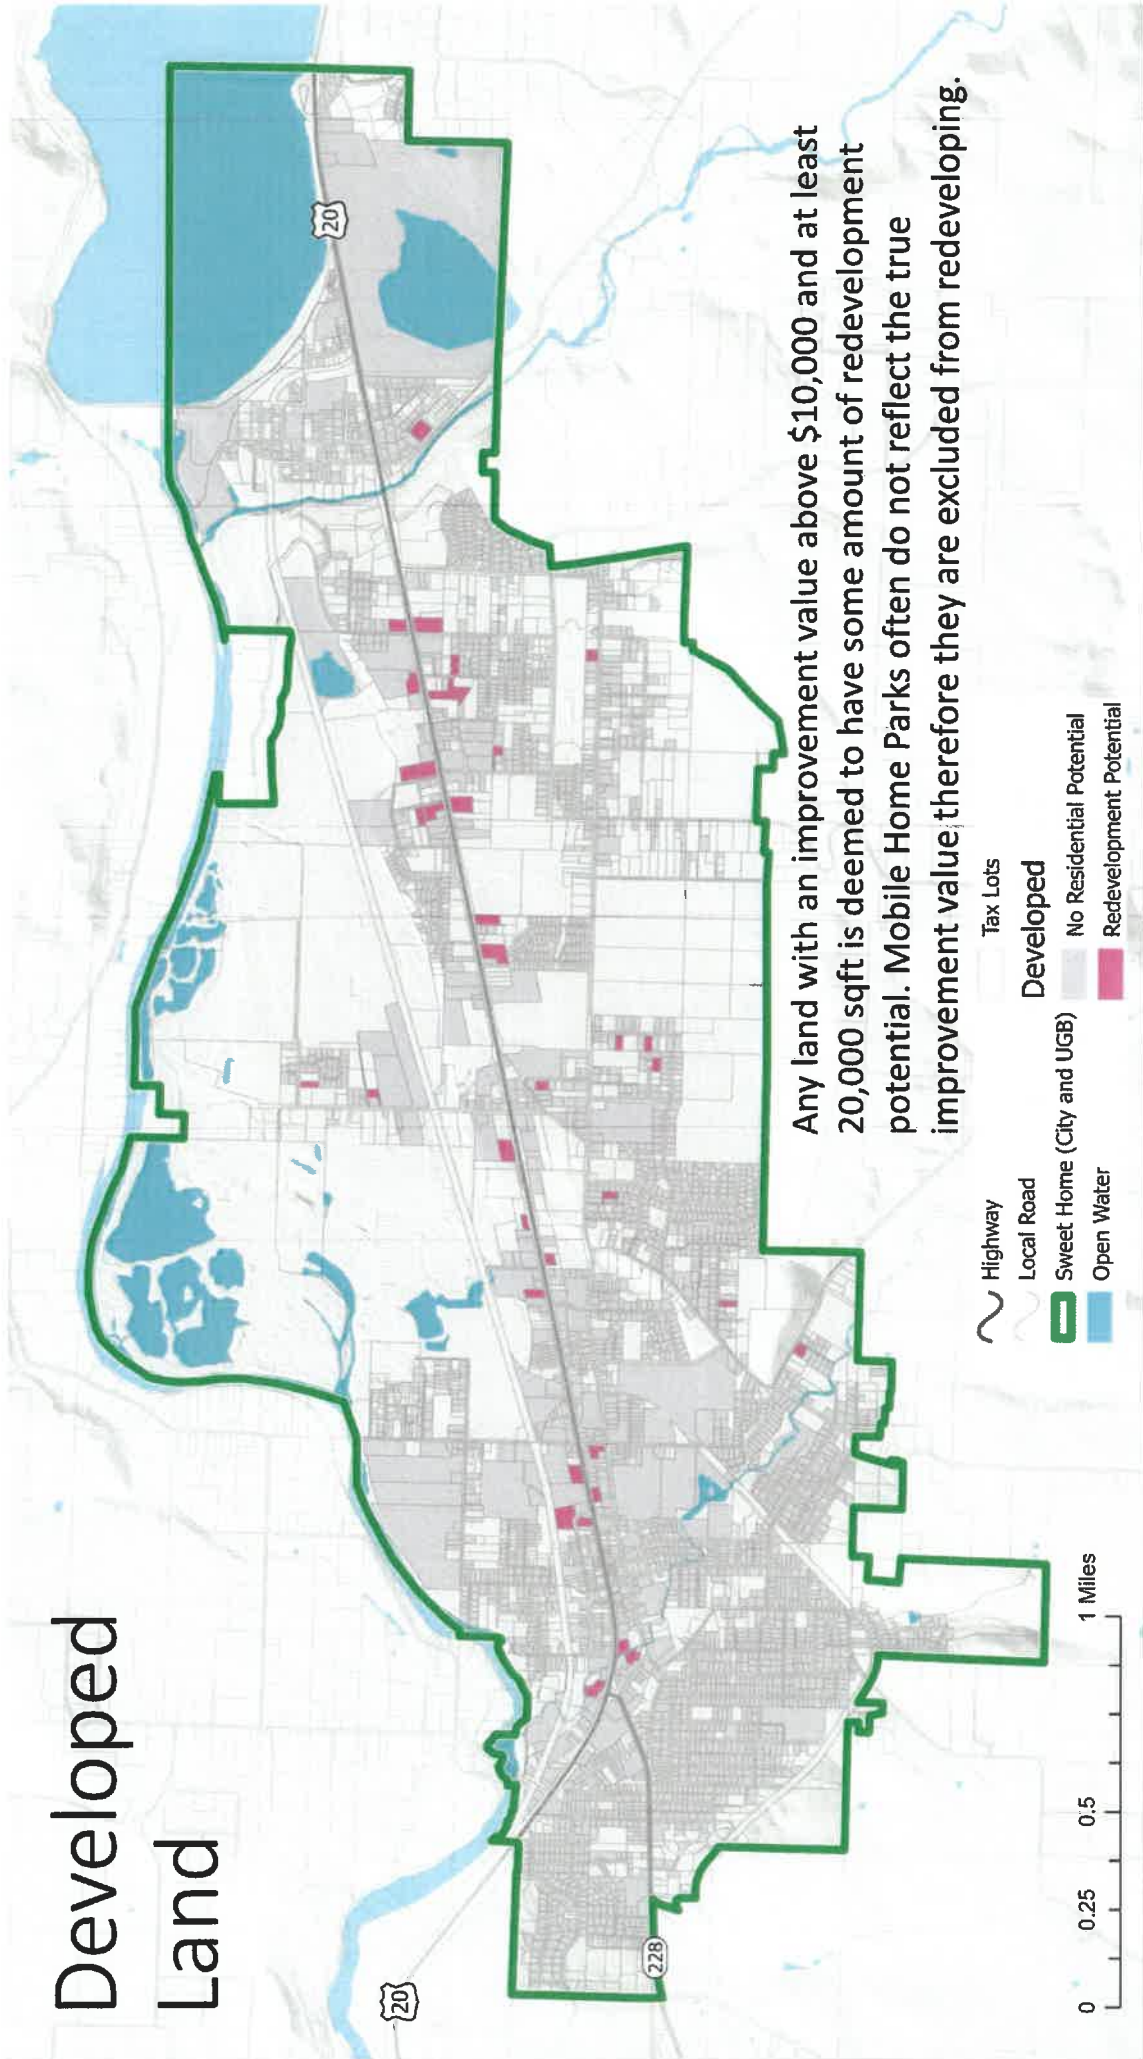 Developed
Land
20
20
228
Any land with an improvement value above $10,000 and at least
20,000 sqft is deemed to have some amount of redevelopment
potential. Mobile Home Parks often do not reflect the true
improvement value therefore they are excluded from redeveloping.
Highway
Local Road
Sweet Home (City and UGB)
Open Water
Tax Lots
Developed
No Residential Potential
Redevelopment Potential
0 0.25 0.5 1 Miles